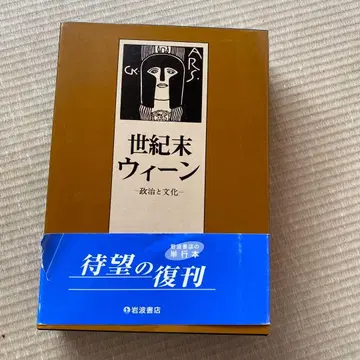 ARS.
CK.
世紀末
ウィーン
–政治と文化–
岩波書店の
単行本
待望の復刊
岩波書店